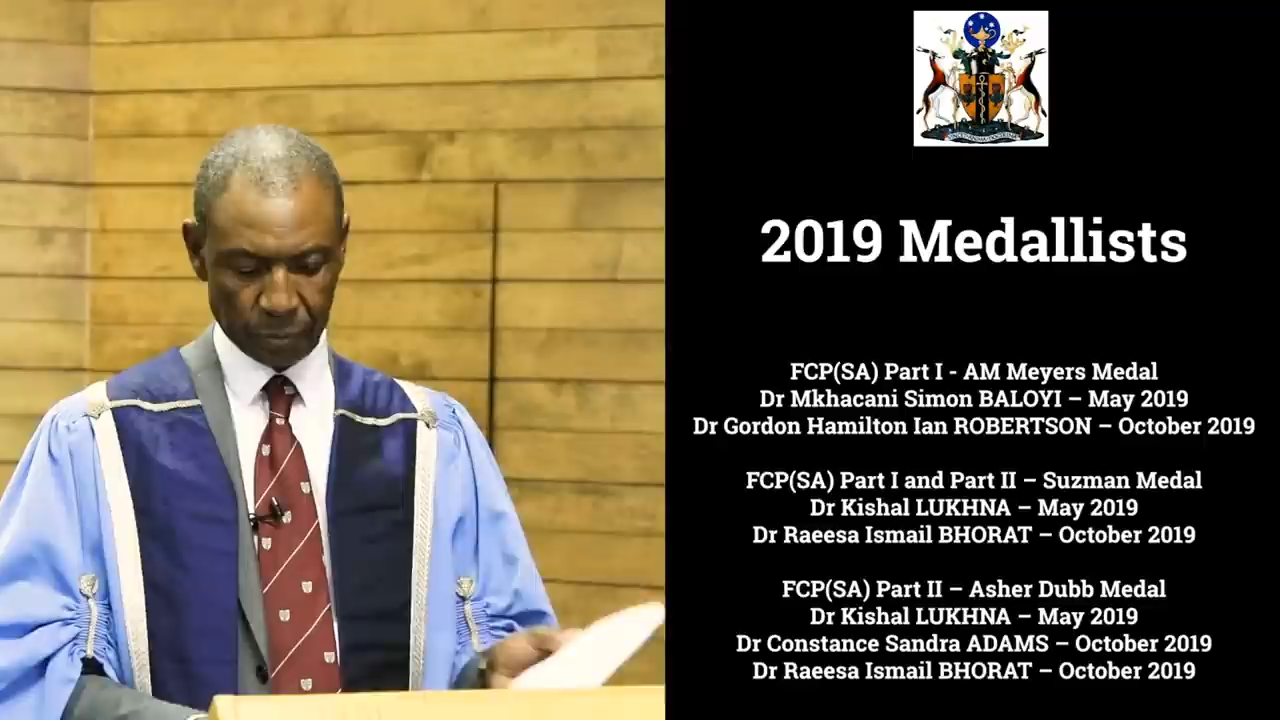 2019 Medallists
FCP(SA) Part I - AM Meyers Medal
Dr Mkhacani Simon BALOYI – May 2019
Dr Gordon Hamilton Ian ROBERTSON – October 2019
FCP(SA) Part I and Part II – Suzman Medal
Dr Kishal LUKHNA – May 2019
Dr Raeesa Ismail BHORAT – October 2019
FCP(SA) Part II – Asher Dubb Medal
Dr Kishal LUKHNA – May 2019
Dr Constance Sandra ADAMS – October 2019
Dr Raeesa Ismail BHORAT – October 2019